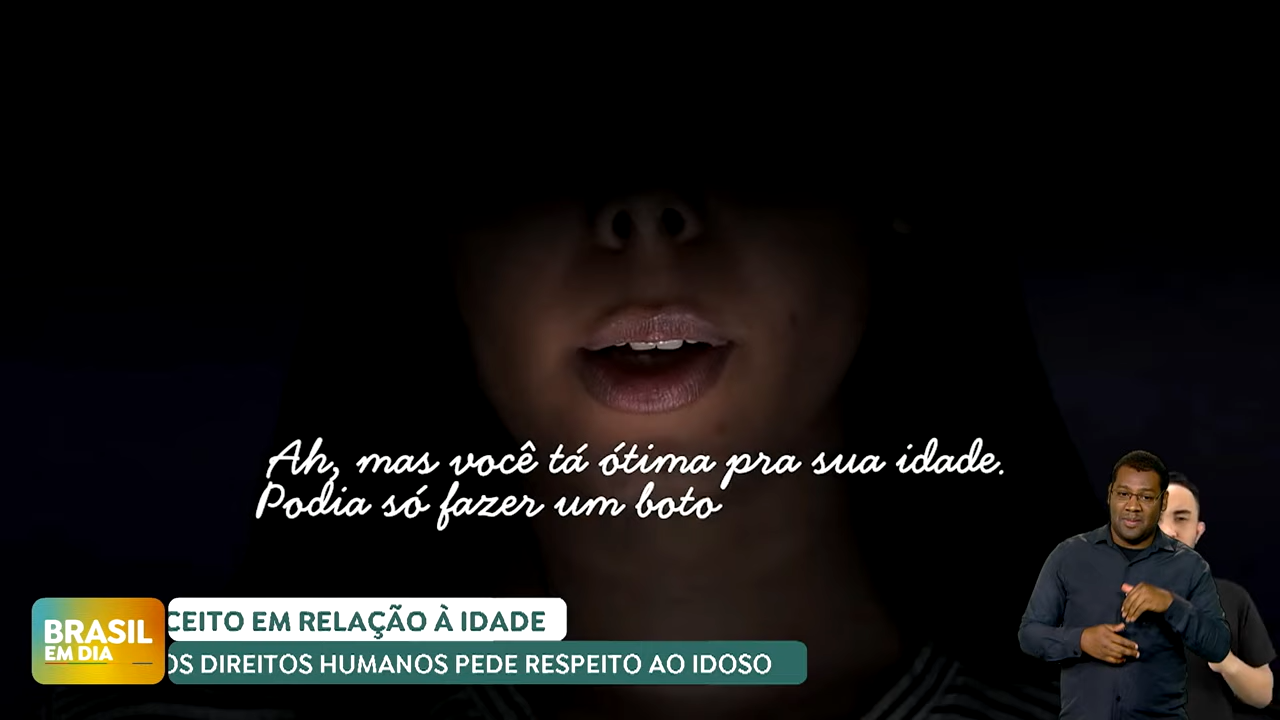 Ah, mas você tá ótima pra sua idade.
Podia só fazer um boto
BRASIL
EM DIA
CEITO EM RELAÇÃO À IDADE
OS DIREITOS HUMANOS PEDE RESPEITO AO IDOSO